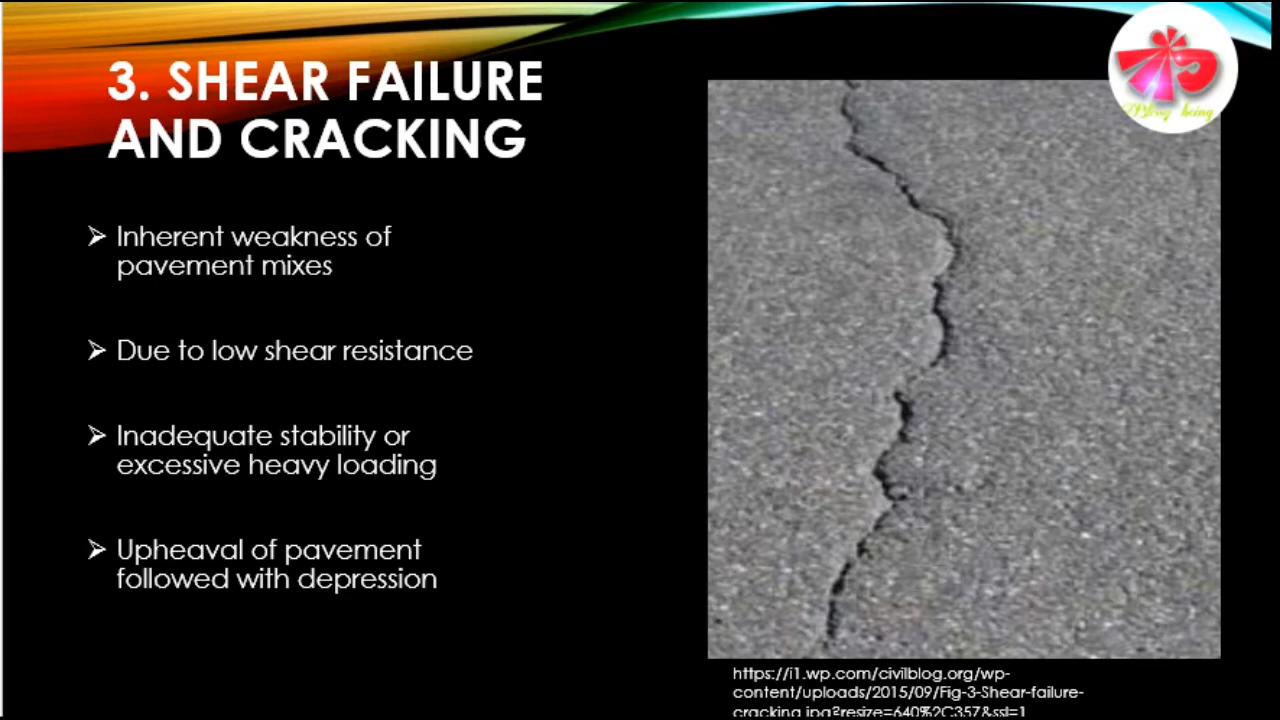 3. SHEAR FAILURE
AND CRACKING
➢ Inherent weakness of
pavement mixes
➢ Due to low shear resistance
➢ Inadequate stability or
excessive heavy loading
➢ Upheaval of pavement
followed with depression
https://i1.wp.com/civilblog.org/wp-
content/uploads/2015/09/Fig-3-Shear-failure-
cracking.jpg?resize=640%2C357&ssl=1